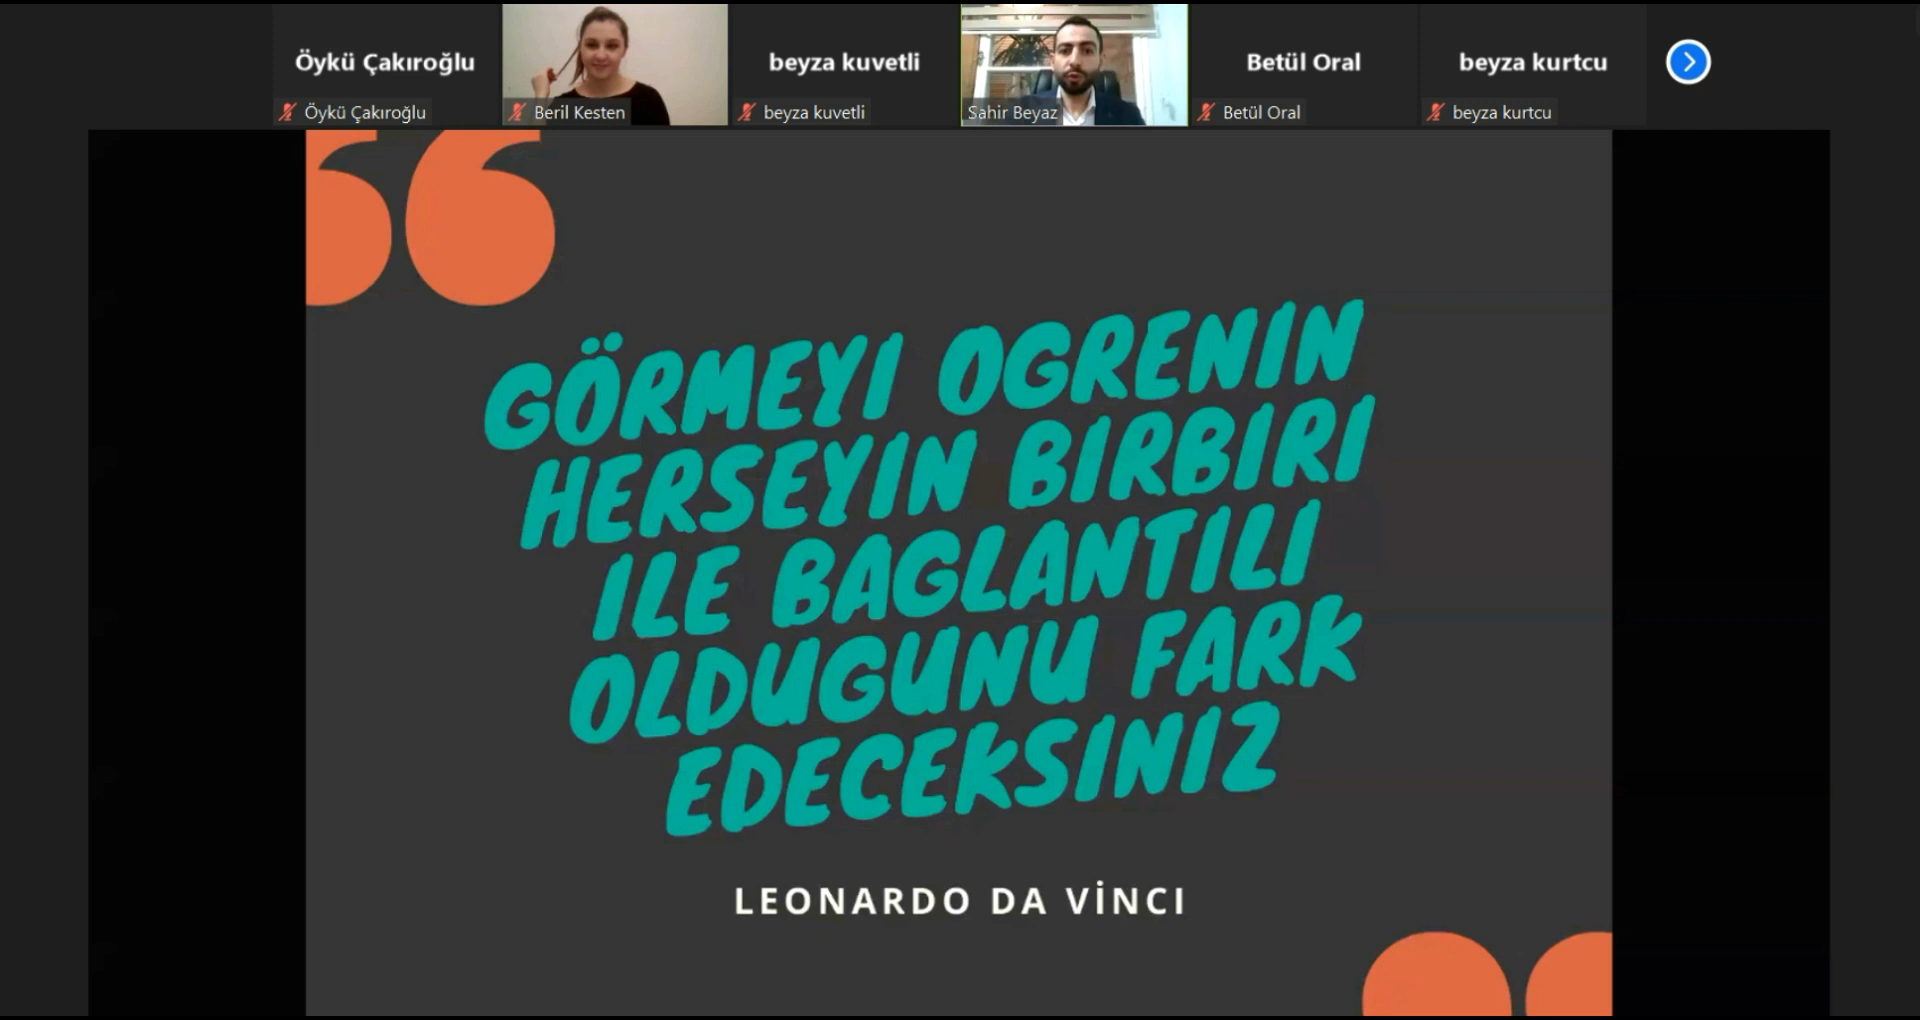 Öykü Çakıroğlu
beyza kuvetli
Betül Oral
beyza kurtcu
Öykü Çakıroğlu
Beril Kesten
beyza kuvetli
Sahir Beyaz
Betül Oral
beyza kurtcu
GÖRMEYI OGRENIN
HERSEYIN BIRBIRI
ILE BAGLANTILI
OLDUGUNU FARK
EDECEKSINIZ
LEONARDO DA VİNCI